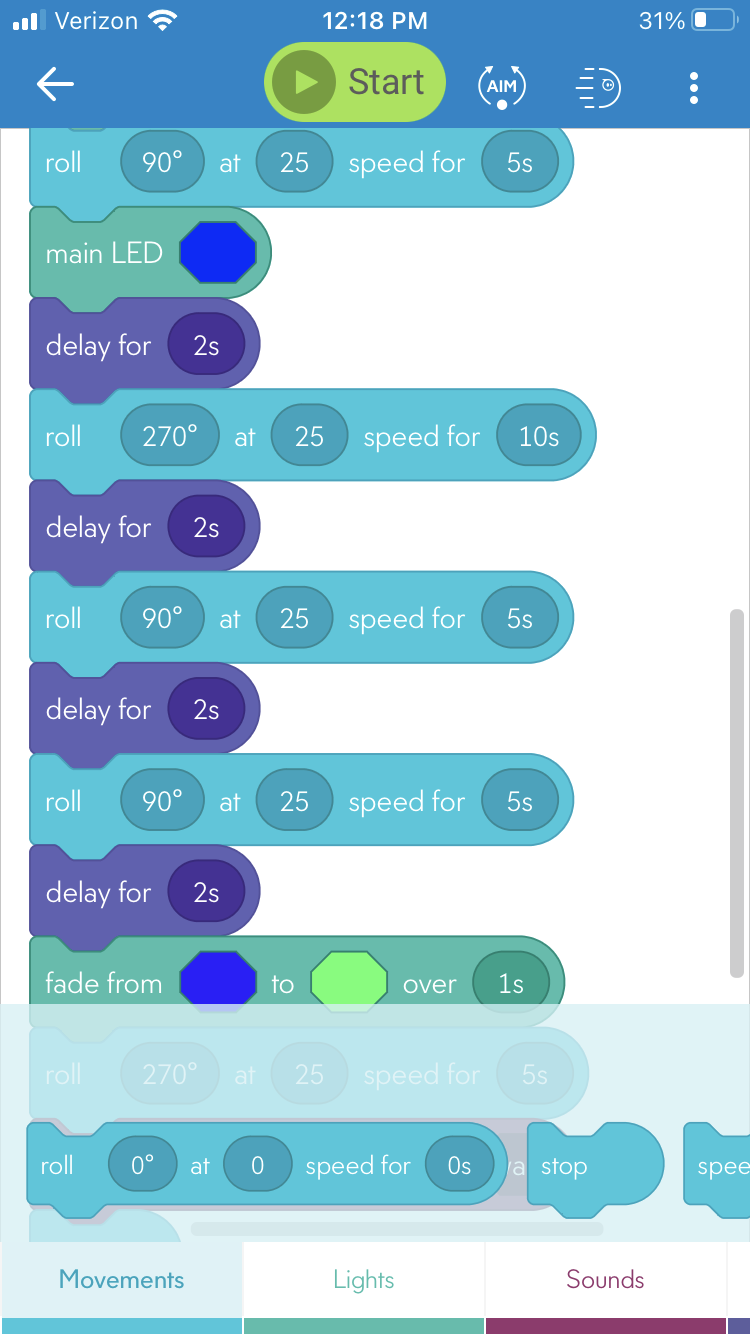 Verizon 12:18 PM 31%
Start AIM
roll 90° at 25 speed for 5s
main LED
delay for 2s
roll 270° at 25 speed for 10s
delay for 2s
roll 90° at 25 speed for 5s
delay for 2s
roll 90° at 25 speed for 5s
delay for 2s
fade from to over 1s
roll 270° at 25 speed for 5s
roll 0° at 0 speed for 0s stop spee
Movements Lights Sounds